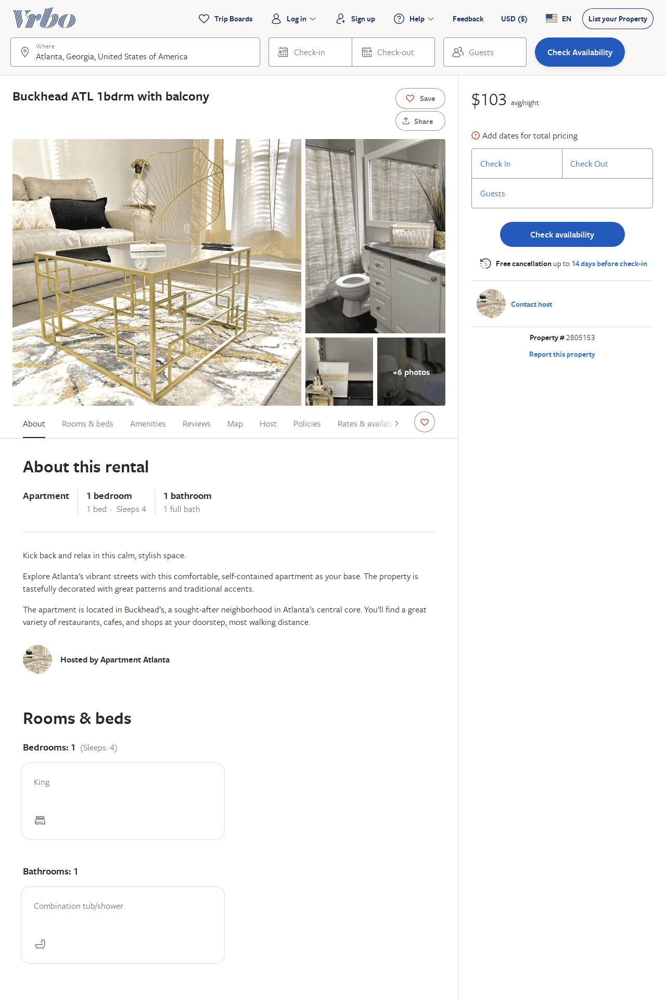 Vrbo
Trip Boards
Log in
Sign up
Help
Feedback
USD ($)
EN
List your Property
Where
Atlanta, Georgia, United States of America
Check-in
Check-out
Guests
Check Availability
Buckhead ATL 1bdrm with balcony
Save
Share
+6 photos
$103 avg/night
Add dates for total pricing
Check In
Check Out
Guests
Check availability
Free cancellation up to 14 days before check-in
Contact host
Property # 2805153
Report this property
About
Rooms & beds
Amenities
Reviews
Map
Host
Policies
Rates & availab
About this rental
Apartment
1 bedroom
1 bed · Sleeps 4
1 bathroom
1 full bath
Kick back and relax in this calm, stylish space.
Explore Atlanta’s vibrant streets with this comfortable, self-contained apartment as your base. The property is
tastefully decorated with great patterns and traditional accents.
The apartment is located in Buckhead’s, a sought-after neighborhood in Atlanta’s central core. You’ll find a great
variety of restaurants, cafes, and shops at your doorstep, most walking distance.
Hosted by Apartment Atlanta
Rooms & beds
Bedrooms: 1 (Sleeps: 4)
King
Bathrooms: 1
Combination tub/shower